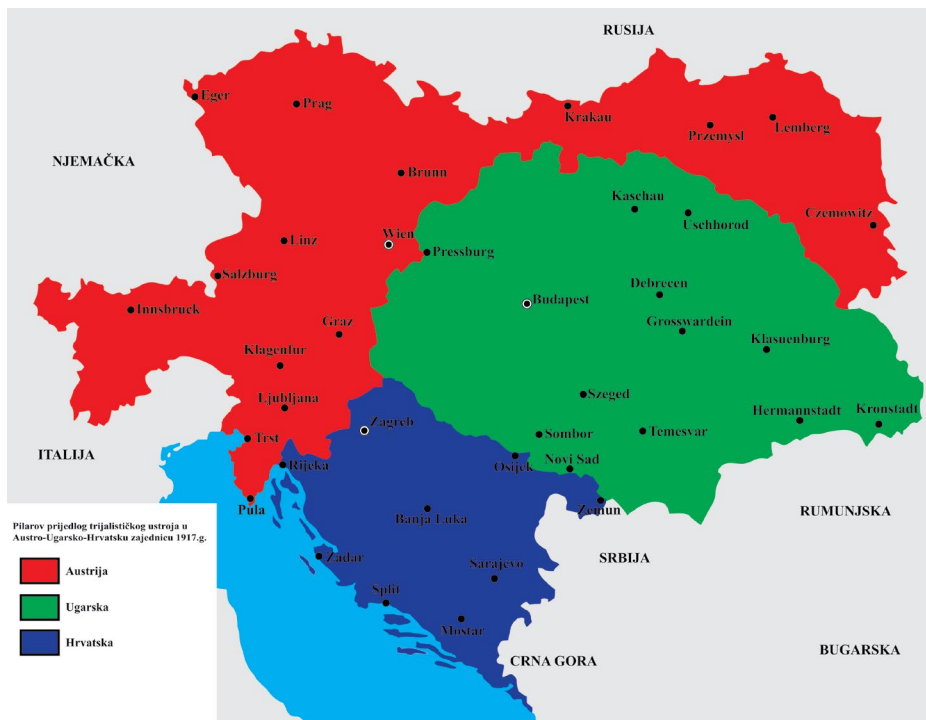 RUSIJA
Eger
Prag
Krakau
Przemysl
Lemberg
NJEMAČKA
Brunn
Kaschau
Uschhorod
Czernowitz
Linz
Wien
Pressburg
Salzburg
Innsbruck
Budapest
Debrecen
Graz
Grosswardein
Klasuenburg
Klagenfur
Ljubljana
Szeged
Hermannstadt
Kronstadt
Zagreb
Trst
Sombor
Temesvar
ITALIJA
Rijeka
Osijek
Novi Sad
Pula
Zemun
Banja Luka
RUMUNJSKA
Pilarov prijedlog trijalističkog ustroja u
Austro-Ugarsko-Hrvatsku zajednicu 1917.g.
Zadar
SRBIJA
Sarajevo
Austrija
Split
Ugarska
Mostar
Hrvatska
CRNA GORA
BUGARSKA